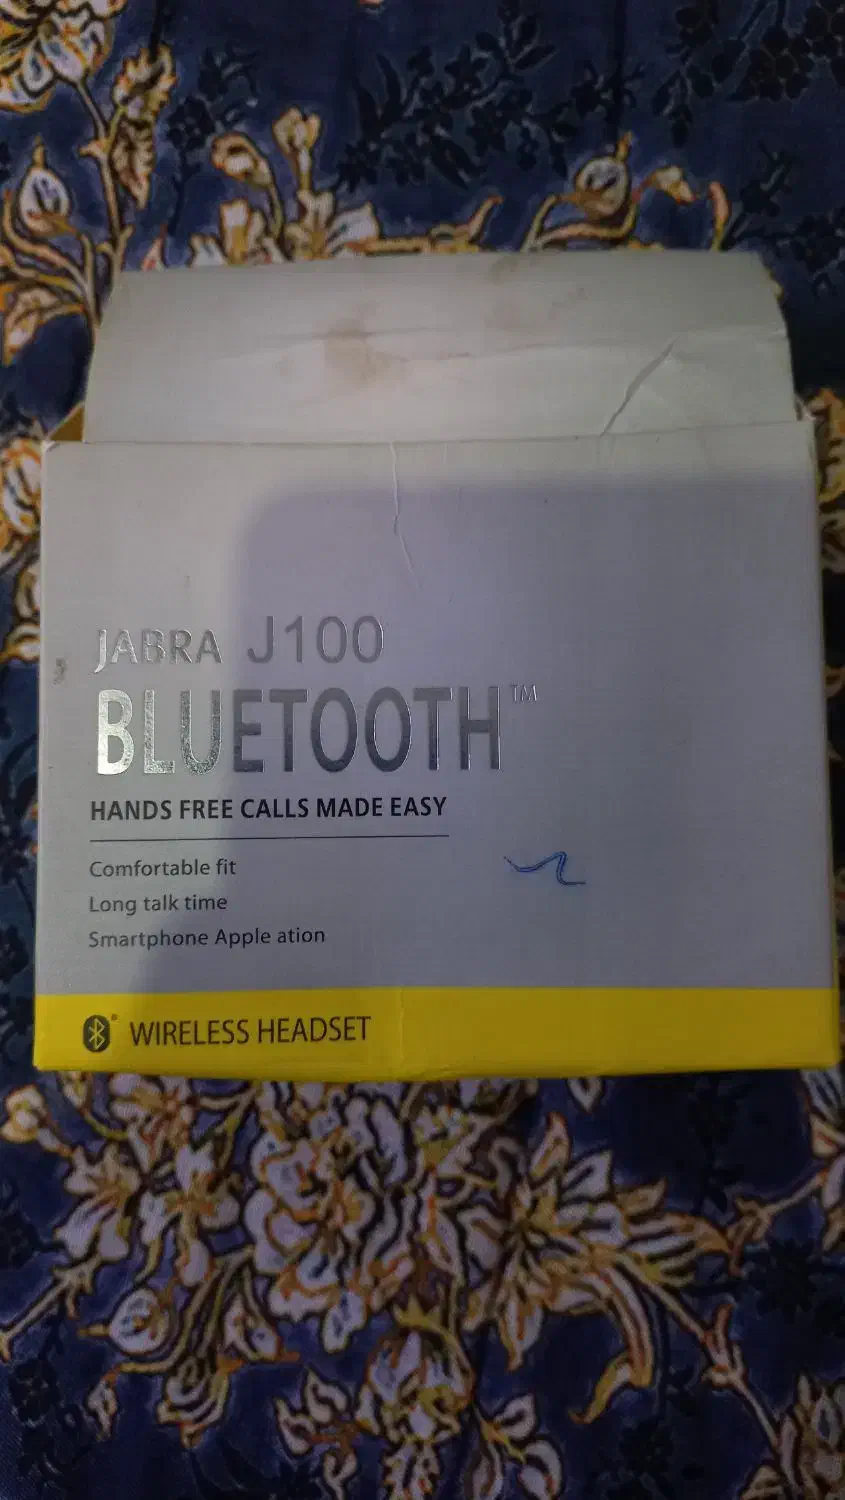 JABRA J100
BLUETOOTH™
HANDS FREE CALLS MADE EASY
Comfortable fit
Long talk time
Smartphone Apple ation
WIRELESS HEADSET